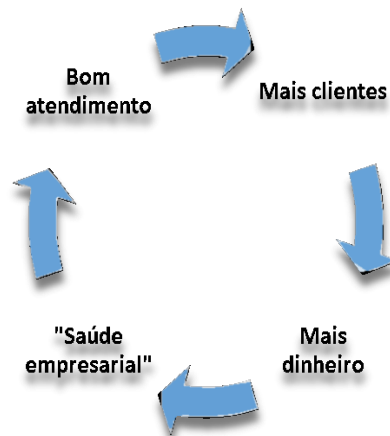 Bom
atendimento
Mais clientes
Mais
dinheiro
"Saúde
empresarial"